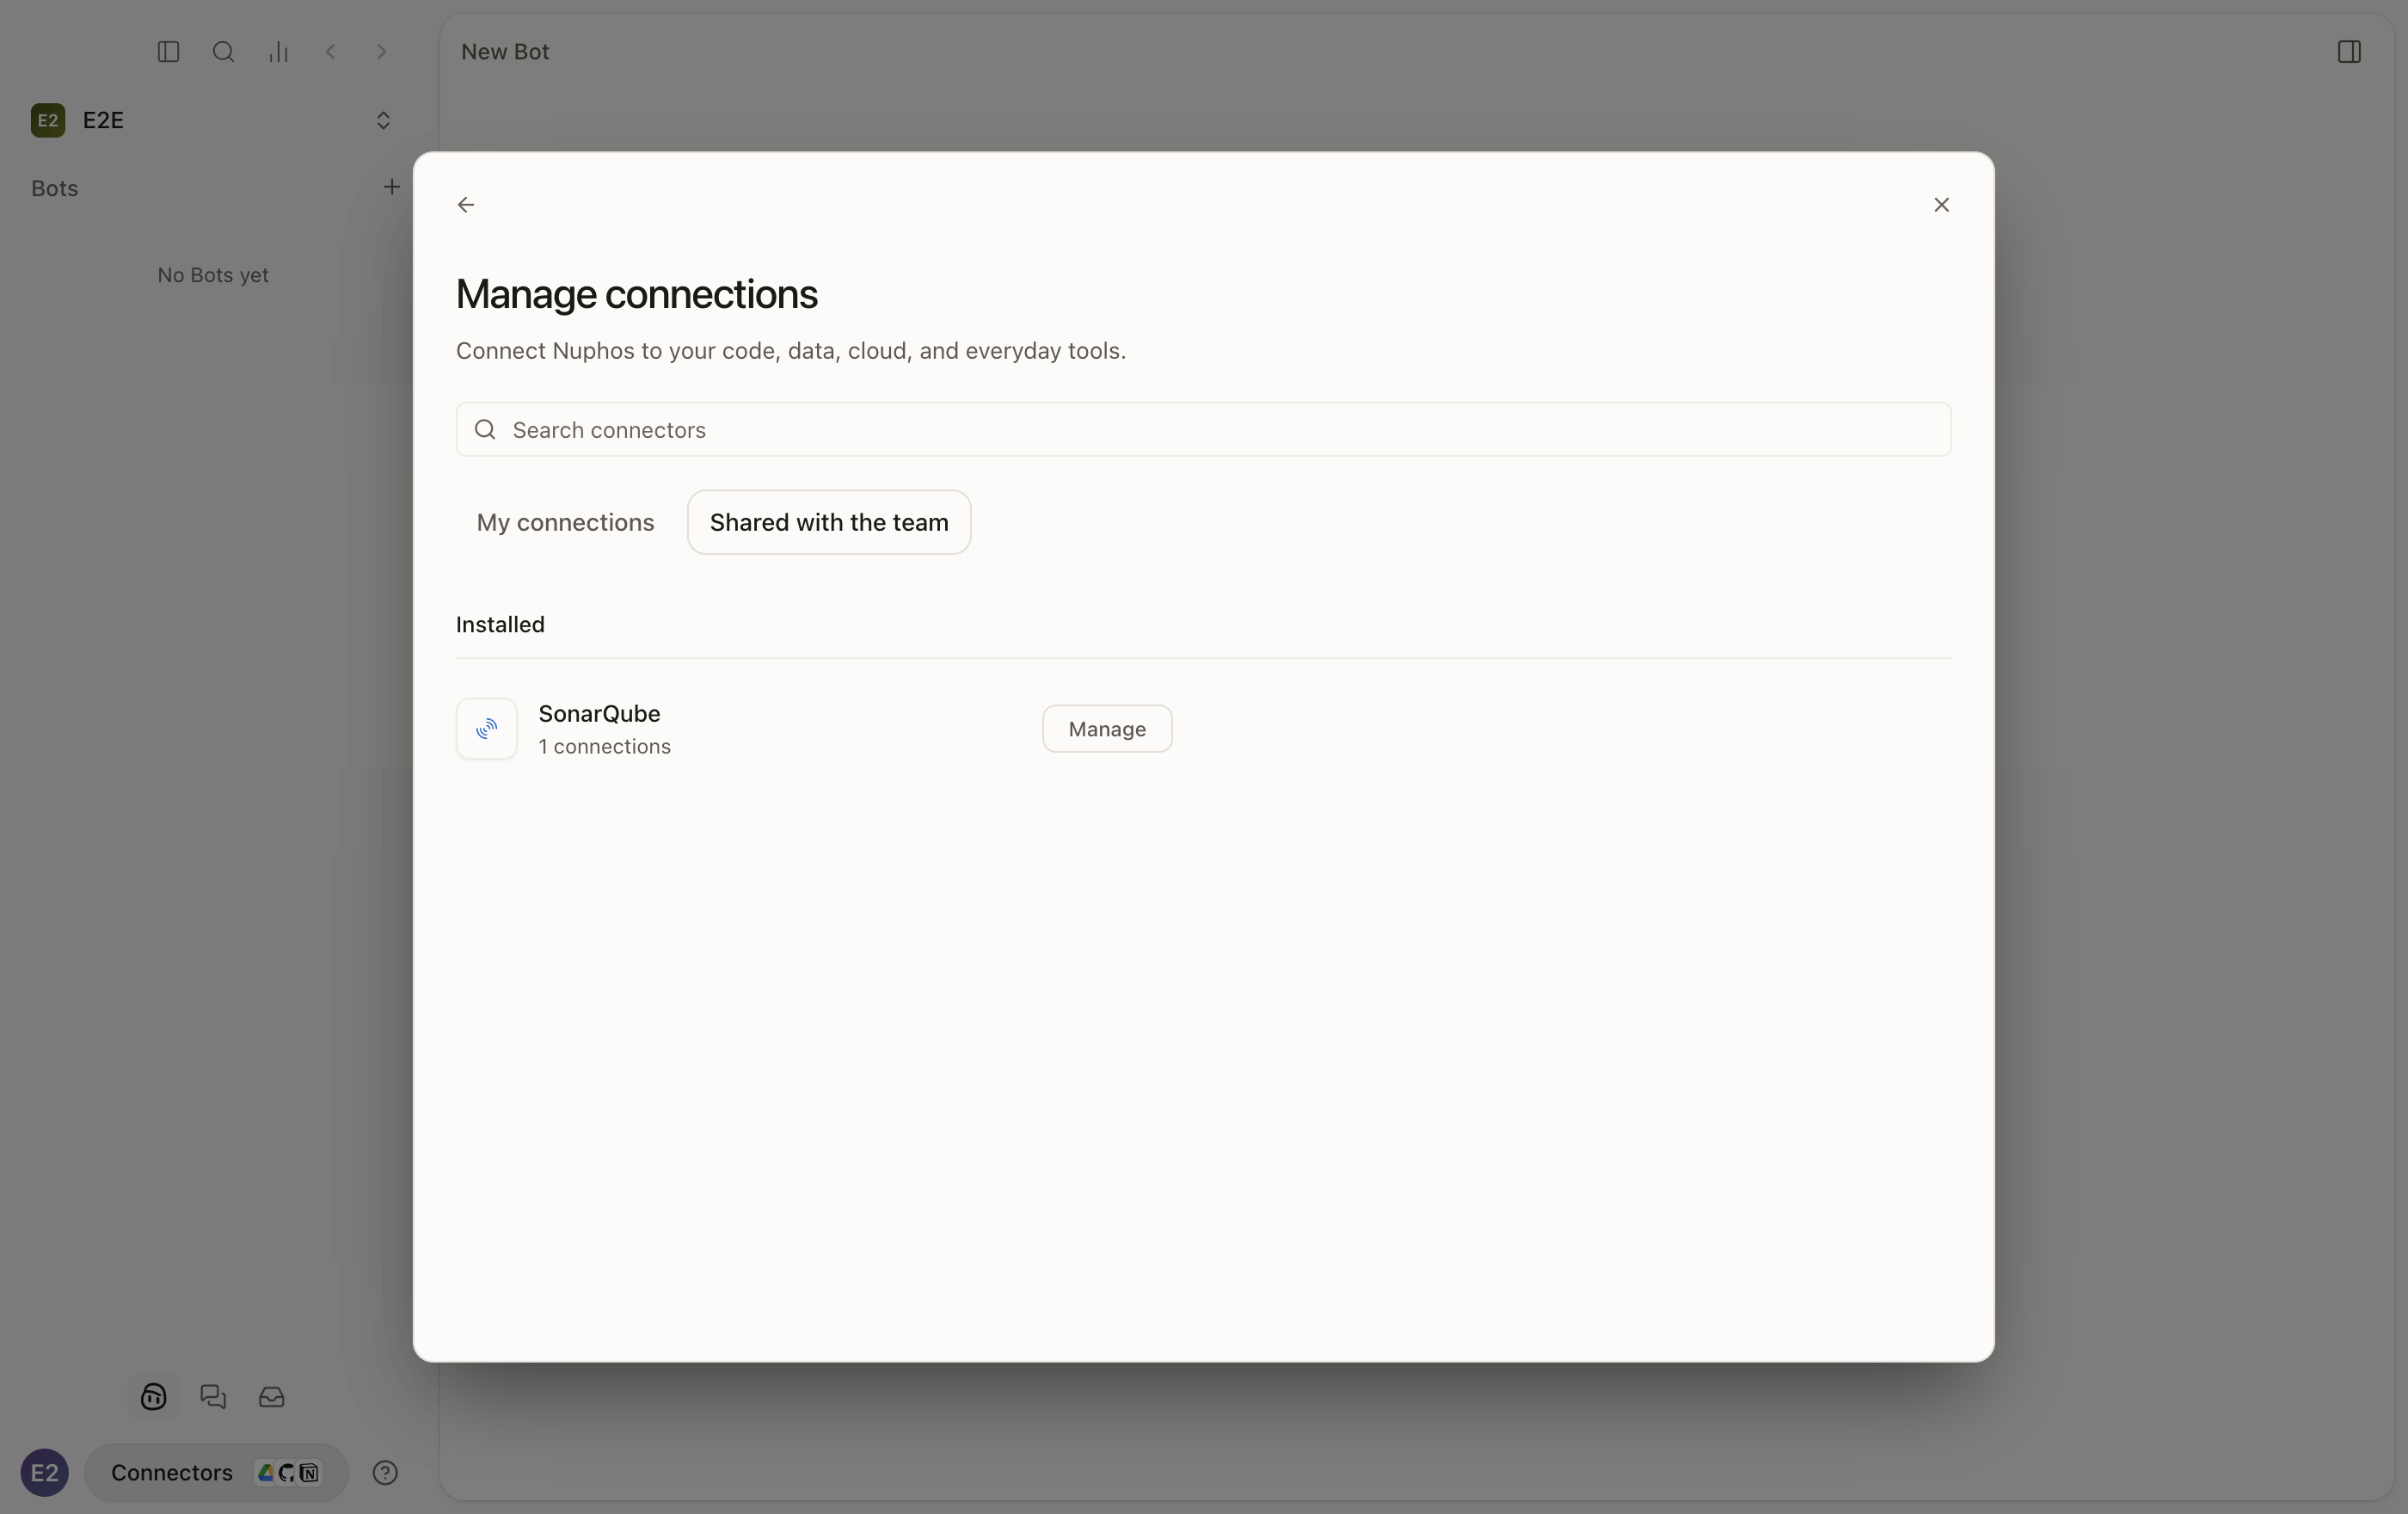 New Bot
E2 E2E
Bots
No Bots yet
Manage connections
Connect Nuphos to your code, data, cloud, and everyday tools.
Search connectors
My connections Shared with the team
Installed
SonarQube
1 connections
Manage
E2 Connectors